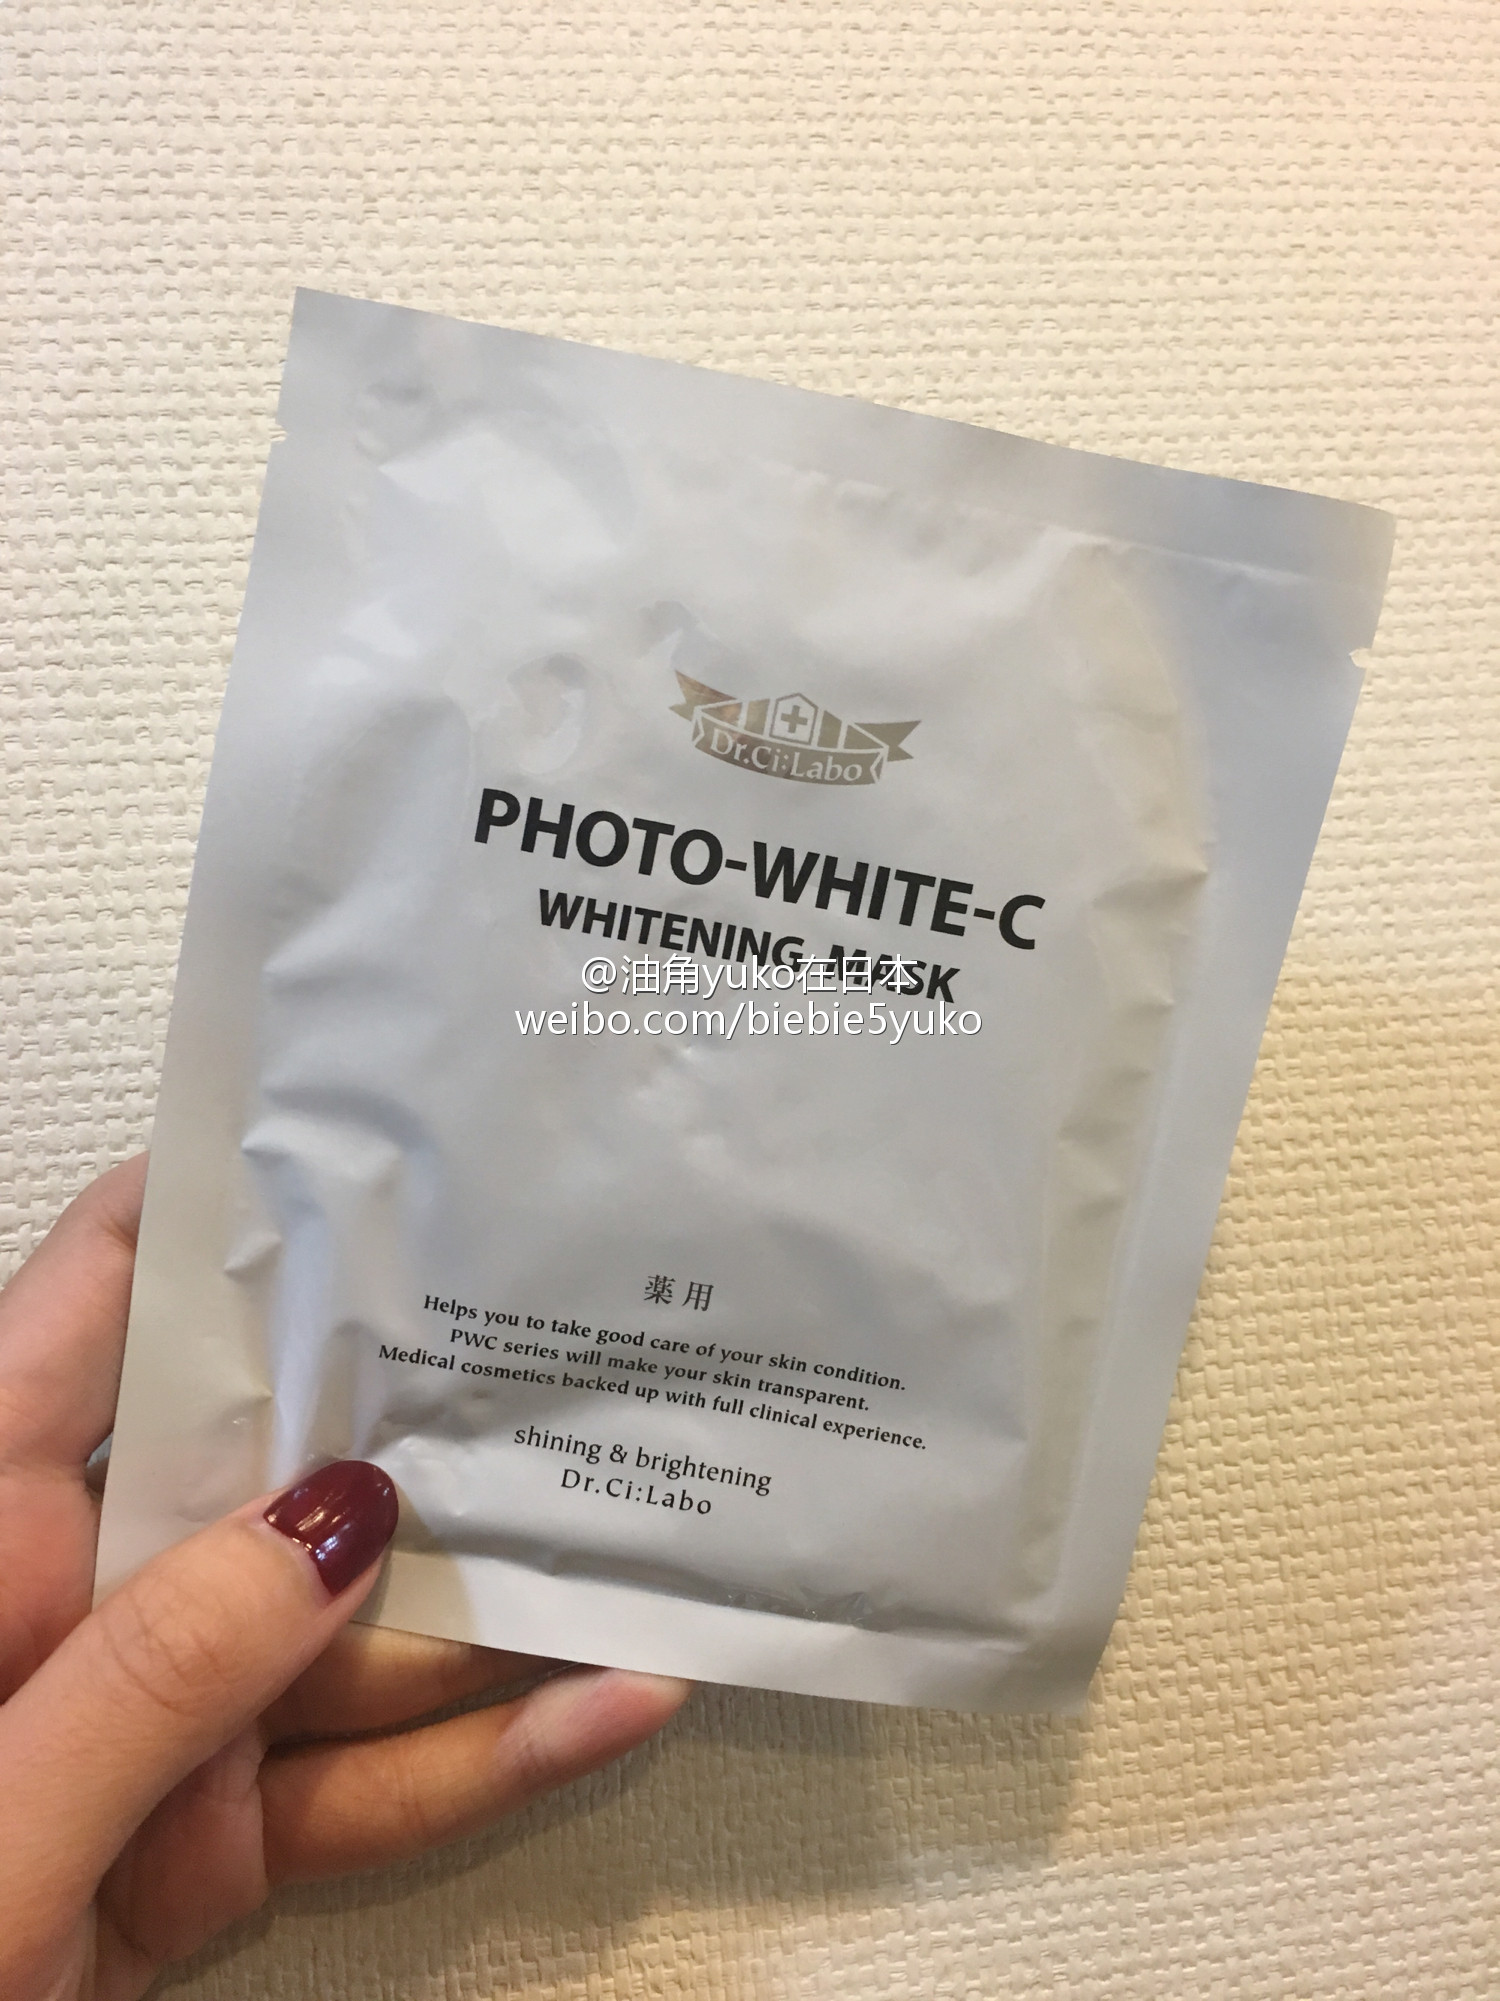 Dr.Ci:Labo
PHOTO-WHITE-C
WHITENING MASK
@油角yuko在日本
weibo.com/biebie5yuko
薬用
Helps you to take good care of your skin condition.
PWC series will make your skin transparent.
Medical cosmetics backed up with full clinical experience.
shining & brightening
Dr.Ci:Labo